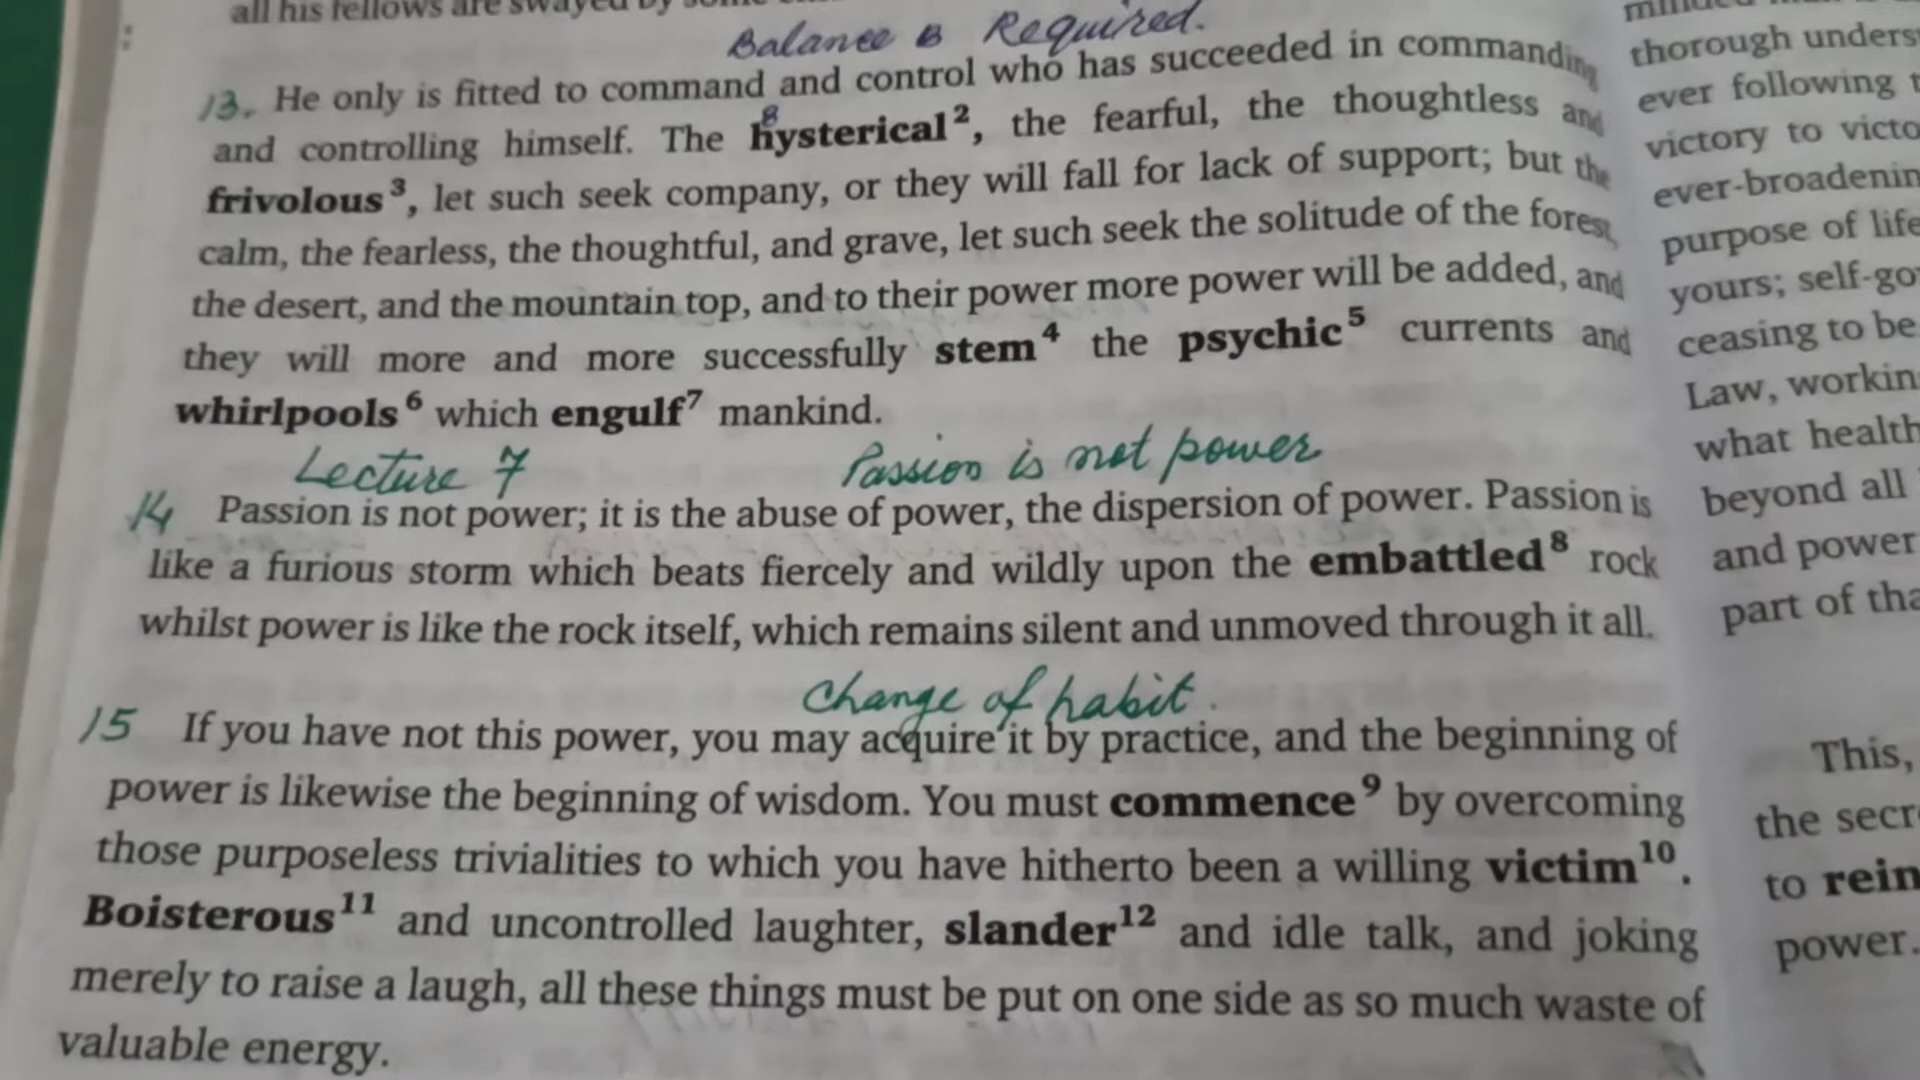 all his fellows are swayed by
Balance is Required.
13. He only is fitted to command and control who has succeeded in commanding
and controlling himself. The hysterical², the fearful, the thoughtless and
8
frivolous³, let such seek company, or they will fall for lack of support; but the
calm, the fearless, the thoughtful, and grave, let such seek the solitude of the forest,
the desert, and the mountain top, and to their power more power will be added, and
they will more and more successfully stem⁴ the psychic⁵ currents and
whirlpools⁶ which engulf⁷ mankind.
Lecture 7 Passion is not power
14 Passion is not power; it is the abuse of power, the dispersion of power. Passion is
like a furious storm which beats fiercely and wildly upon the embattled⁸ rock
whilst power is like the rock itself, which remains silent and unmoved through it all.
Change of habit.
15 If you have not this power, you may acquire it by practice, and the beginning of
power is likewise the beginning of wisdom. You must commence⁹ by overcoming
those purposeless trivialities to which you have hitherto been a willing victim¹⁰.
Boisterous¹¹ and uncontrolled laughter, slander¹² and idle talk, and joking
merely to raise a laugh, all these things must be put on one side as so much waste of
valuable energy.
thorough
ever following
victory to
purpose of life
yours;
ceasing to be
Law,
what
beyond all
and power
part of
This,
the
to
power.